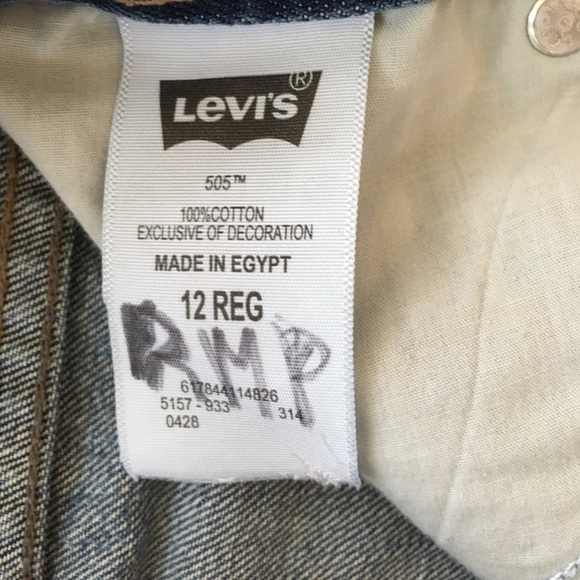 LEVI'S®
505™
100%COTTON
EXCLUSIVE OF DECORATION
MADE IN EGYPT
12 REG
RMP
617844114826
5157-933 314
0428